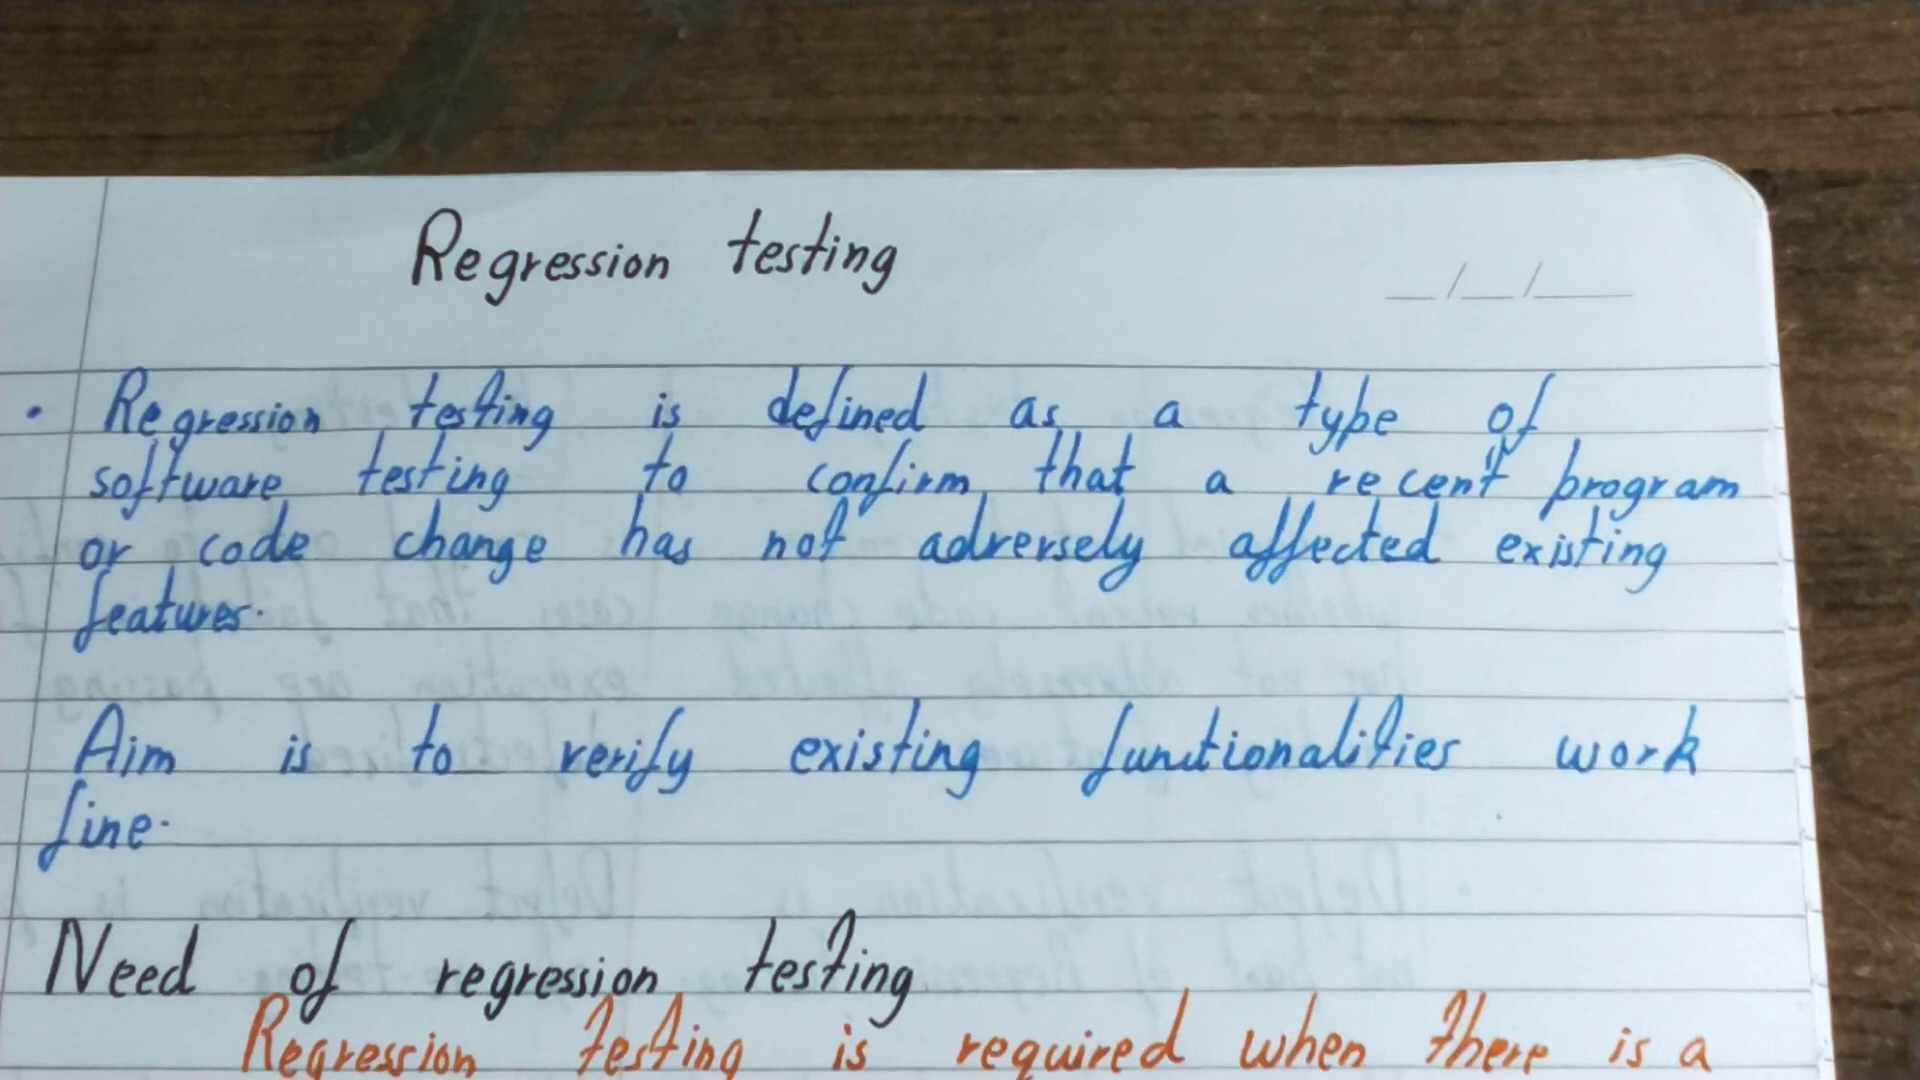 Regression testing
__/__/____
• Regression testing is defined as a type of
software testing to confirm that a recent program
or code change has not adversely affected existing
features.
Aim is to verify existing functionalities work
fine.
Need of regression testing
Regression testing is required when there is a